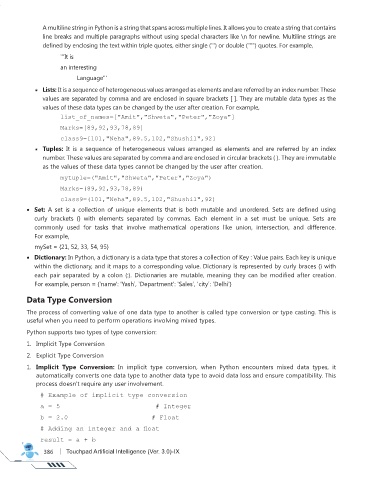 A multiline string in Python is a string that spans across multiple lines. It allows you to create a string that contains
line breaks and multiple paragraphs without using special characters like \n for newline. Multiline strings are
defined by enclosing the text within triple quotes, either single (''') or double (""") quotes. For example,
'''It is
an interesting
Language'''
• Lists: It is a sequence of heterogeneous values arranged as elements and are referred by an index number. These
values are separated by comma and are enclosed in square brackets [ ]. They are mutable data types as the
values of these data types can be changed by the user after creation. For example,
list_of_names=["Amit","Shweta","Peter","Zoya"]
Marks=[89,92,93,78,89]
class9=[101,"Neha",89.5,102,"Shushil",92]
• Tuples: It is a sequence of heterogeneous values arranged as elements and are referred by an index
number. These values are separated by comma and are enclosed in circular brackets ( ). They are immutable
as the values of these data types cannot be changed by the user after creation.
mytuple=("Amit","Shweta","Peter","Zoya")
Marks=(89,92,93,78,89)
class9=(101,"Neha",89.5,102,"Shushil",92)
• Set: A set is a collection of unique elements that is both mutable and unordered. Sets are defined using
curly brackets {} with elements separated by commas. Each element in a set must be unique. Sets are
commonly used for tasks that involve mathematical operations like union, intersection, and difference.
For example,
mySet = {21, 52, 33, 54, 95}
• Dictionary: In Python, a dictionary is a data type that stores a collection of Key : Value pairs. Each key is unique
within the dictionary, and it maps to a corresponding value. Dictionary is represented by curly braces {} with
each pair separated by a colon (:). Dictionaries are mutable, meaning they can be modified after creation.
For example, person = {'name': 'Yash', 'Department': 'Sales', 'city': 'Delhi'}
Data Type Conversion
The process of converting value of one data type to another is called type conversion or type casting. This is
useful when you need to perform operations involving mixed types.
Python supports two types of type conversion:
1. Implicit Type Conversion
2. Explicit Type Conversion
1. Implicit Type Conversion: In implicit type conversion, when Python encounters mixed data types, it
automatically converts one data type to another data type to avoid data loss and ensure compatibility. This
process doesn't require any user involvement.
# Example of implicit type conversion
a = 5 # Integer
b = 2.0 # Float
# Adding an integer and a float
result = a + b
386 | Touchpad Artificial Intelligence (Ver. 3.0)-IX